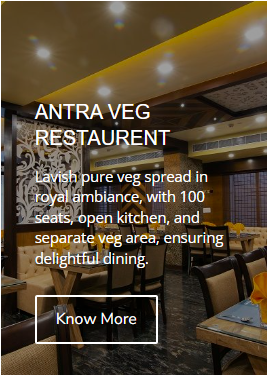 ANTRA VEG
RESTAURENT
Lavish pure veg spread in
royal ambiance, with 100
seats, open kitchen, and
separate veg area, ensuring
delightful dining.
Know More